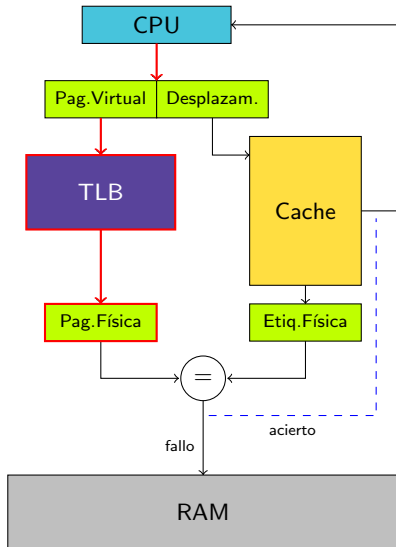 CPU
Pag.Virtual
Desplazam.
TLB
Cache
Pag.Física
Etiq.Física
=
acierto
fallo
RAM